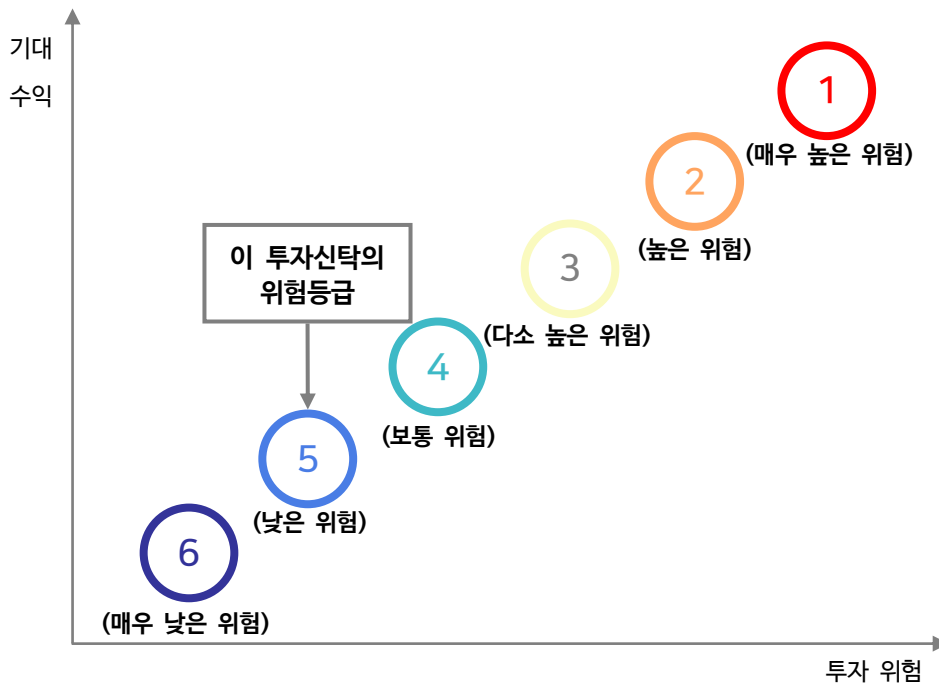 기대
수익
1
(매우 높은 위험)
2
(높은 위험)
이 투자신탁의
위험등급
3
(다소 높은 위험)
4
(보통 위험)
5
(낮은 위험)
6
(매우 낮은 위험)
투자 위험